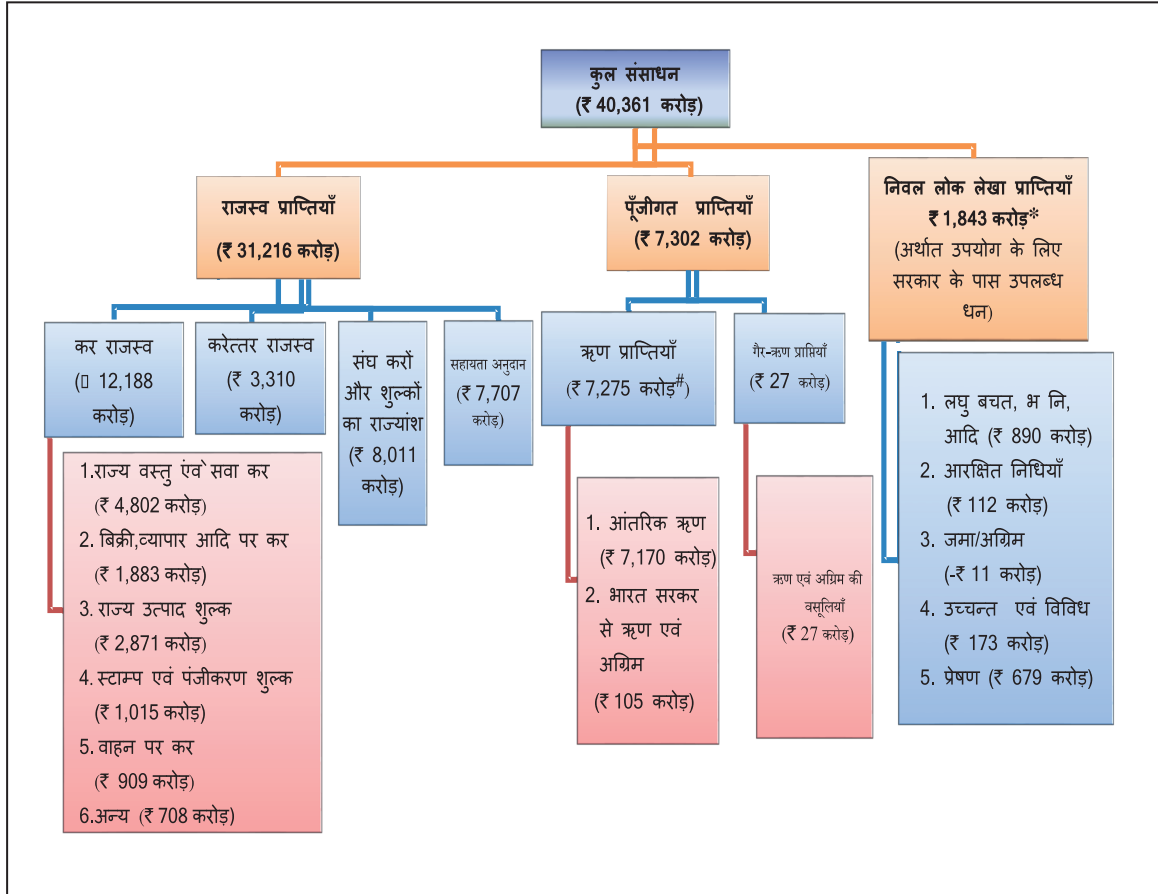 कुल संसाधन
(₹ 40,361 करोड़)
राजस्व प्राप्तियाँ
(₹ 31,216 करोड़)
पूँजीगत प्राप्तियाँ
(₹ 7,302 करोड़)
निवल लोक लेखा प्राप्तियाँ
₹ 1,843 करोड़*
(अर्थात उपयोग के लिए
सरकार के पास उपलब्ध
धन)
कर राजस्व
(▯ 12,188
करोड़)
करेत्तर राजस्व
(₹ 3,310
करोड़)
संघ करों
और शुल्कों
का राज्यांश
(₹ 8,011
करोड़)
सहायता अनुदान
(₹ 7,707
करोड़)
ऋण प्राप्तियाँ
(₹ 7,275 करोड़#)
गैर-ऋण प्राप्तियाँ
(₹ 27 करोड़)
1.राज्य वस्तु एंव े सवा कर
(₹ 4,802 करोड़)
2. बिक्री,व्यापार आदि पर कर
(₹ 1,883 करोड़)
3. राज्य उत्पाद शुल्क
(₹ 2,871 करोड़)
4. स्टाम्प एवं पंजीकरण शुल्क
(₹ 1,015 करोड़)
5. वाहन पर कर
(₹ 909 करोड़)
6.अन्य (₹ 708 करोड़)
1. आंतरिक ऋण
(₹ 7,170 करोड़)
2. भारत सरकर
से ऋण एवं
अग्रिम
(₹ 105 करोड़)
ऋण एवं अग्रिम की
वसूलियाँ
(₹ 27 करोड़)
1. लघु बचत, भ नि,
आदि (₹ 890 करोड़)
2. आरक्षित निधियाँ
(₹ 112 करोड़)
3. जमा/अग्रिम
(-₹ 11 करोड़)
4. उच्चन्त एवं विविध
(₹ 173 करोड़)
5. प्रेषण (₹ 679 करोड़)